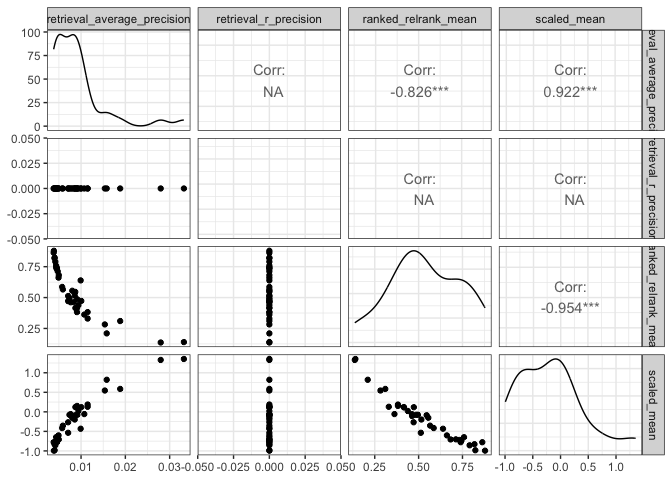 retrieval_average_precision
retrieval_r_precision
ranked_relrank_mean
scaled_mean
100
75
50
25
0
Corr:
NA
Corr:
-0.826***
Corr:
0.922***
eval_average_preci
0.050
0.025
0.000
-0.025
-0.050
Corr:
NA
Corr:
NA
retrieval_r_precision
0.75
0.50
0.25
Corr:
-0.954***
anked_relrank_mea
1.0
0.5
0.0
-0.5
-1.0
scaled_mean
0.01
0.02
0.03
-0.050
-0.025
0.000
0.025
0.050
0.25
0.50
0.75
-1.0
-0.5
0.0
0.5
1.0